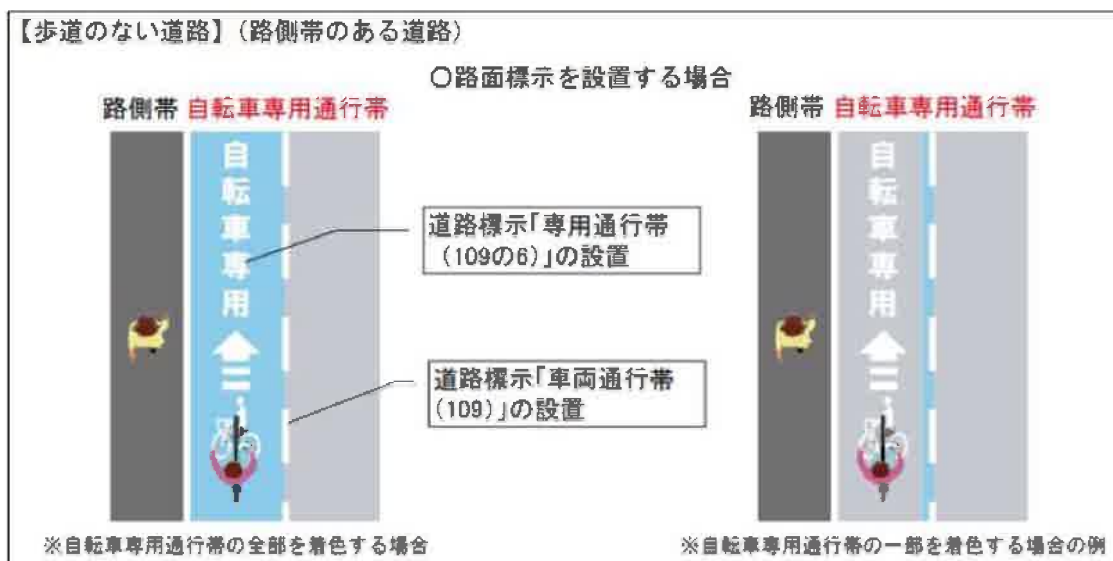 【歩道のない道路】（路側帯のある道路）
〇路面標示を設置する場合
路側帯 自転車専用通行帯
自転車専用
道路標示「専用通行帯
（109の6）」の設置
道路標示「車両通行帯
（109）」の設置
※自転車専用通行帯の全部を着色する場合
路側帯 自転車専用通行帯
自転車専用
※自転車専用通行帯の一部を着色する場合の例